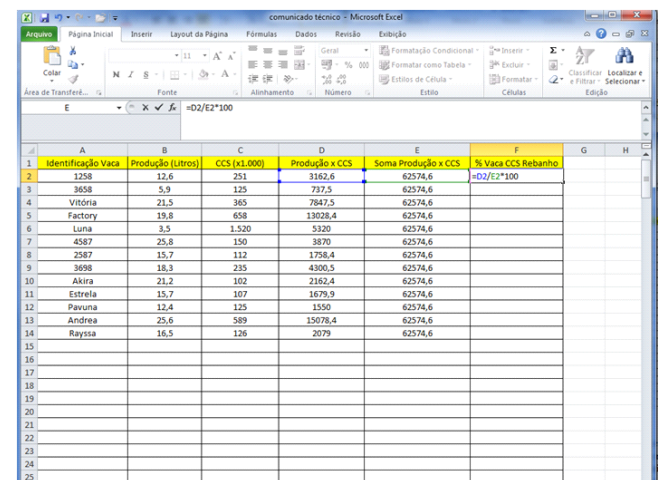 comunicado técnico - Microsoft Excel
Arquivo Página Inicial Inserir Layout da Página Fórmulas Dados Revisão Exibição
Colar
11 A A
N I S
Geral
% 000
Formatação Condicional
Formatar como Tabela
Estilos de Célula
Inserir
Excluir
Formatar
Σ
Classificar e Filtrar
Localizar e Selecionar
Área de Transferê... Fonte Alinhamento Número Estilo Células Edição
E fx =D2/E2*100
A B C D E F G H
1 Identificação Vaca Produção (Litros) CCS (x1.000) Produção x CCS Soma Produção x CCS % Vaca CCS Rebanho
2 1258 12,6 251 3162,6 62574,6 =D2/E2*100
3 3658 5,9 125 737,5 62574,6
4 Vitória 21,5 365 7847,5 62574,6
5 Factory 19,8 658 13028,4 62574,6
6 Luna 3,5 1.520 5320 62574,6
7 4587 25,8 150 3870 62574,6
8 2587 15,7 112 1758,4 62574,6
9 3698 18,3 235 4300,5 62574,6
10 Akira 21,2 102 2162,4 62574,6
11 Estrela 15,7 107 1679,9 62574,6
12 Pavuna 12,4 125 1550 62574,6
13 Andrea 25,6 589 15078,4 62574,6
14 Rayssa 16,5 126 2079 62574,6
15
16
17
18
19
20
21
22
23
24
25